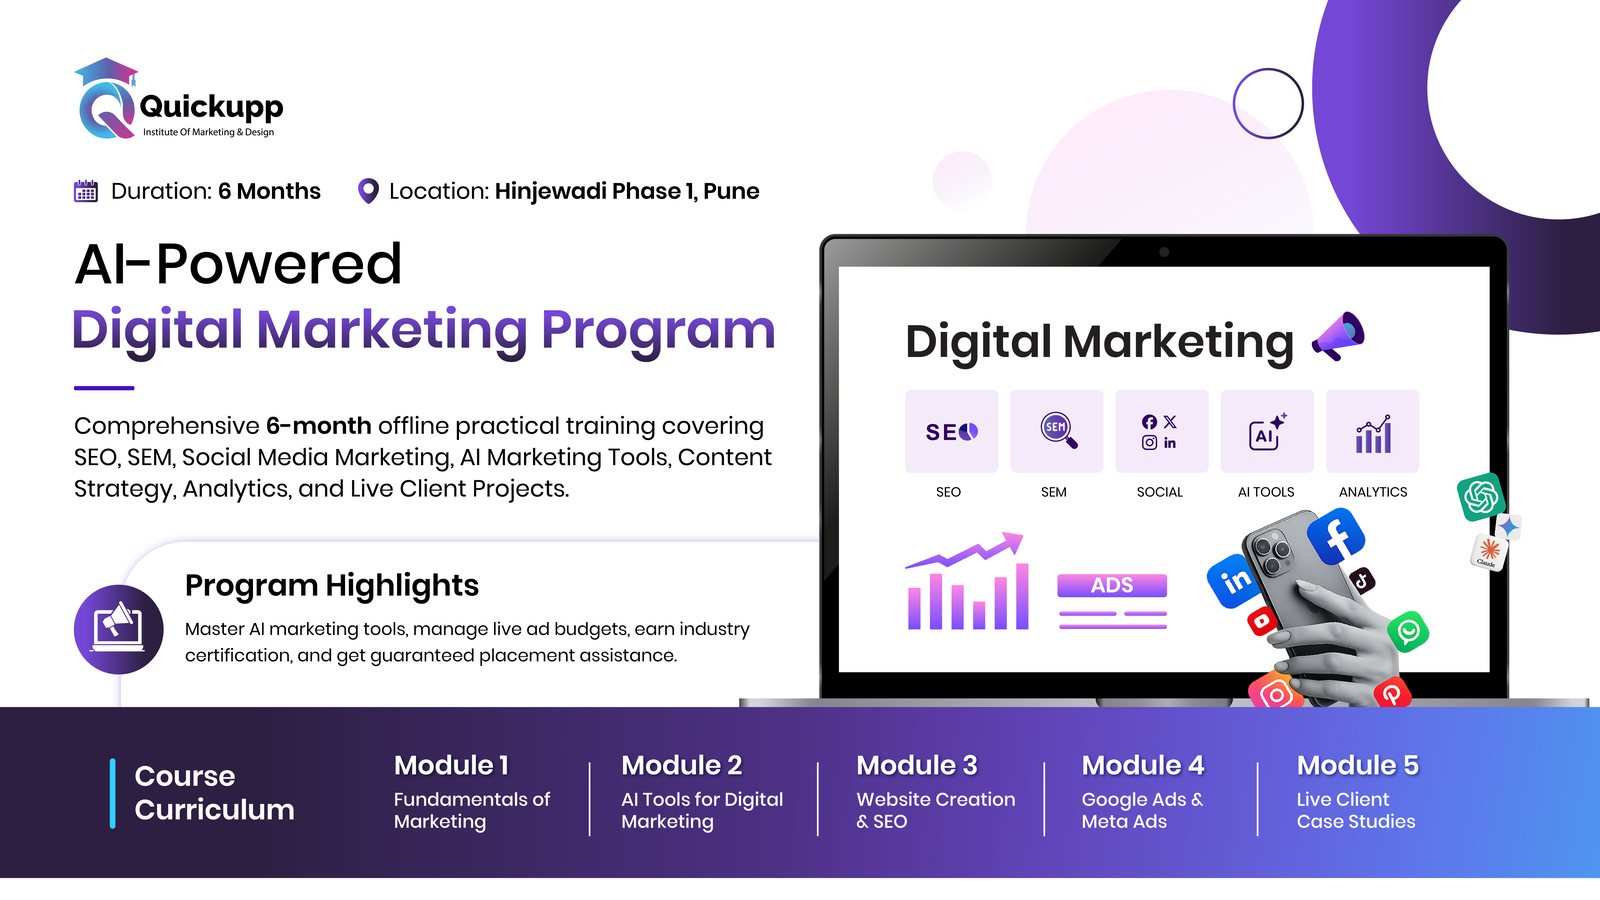 Quickupp
Institute Of Marketing & Design
Duration: 6 Months
Location: Hinjewadi Phase 1, Pune
AI-Powered
Digital Marketing Program
Comprehensive 6-month offline practical training covering
SEO, SEM, Social Media Marketing, AI Marketing Tools, Content
Strategy, Analytics, and Live Client Projects.
Program Highlights
Master AI marketing tools, manage live ad budgets, earn industry
certification, and get guaranteed placement assistance.
Digital Marketing
SEO
SEM
AI
SEO
SEM
SOCIAL
AI TOOLS
ANALYTICS
ADS
in
Claude
Course
Curriculum
Module 1
Fundamentals of
Marketing
Module 2
AI Tools for Digital
Marketing
Module 3
Website Creation
& SEO
Module 4
Google Ads &
Meta Ads
Module 5
Live Client
Case Studies